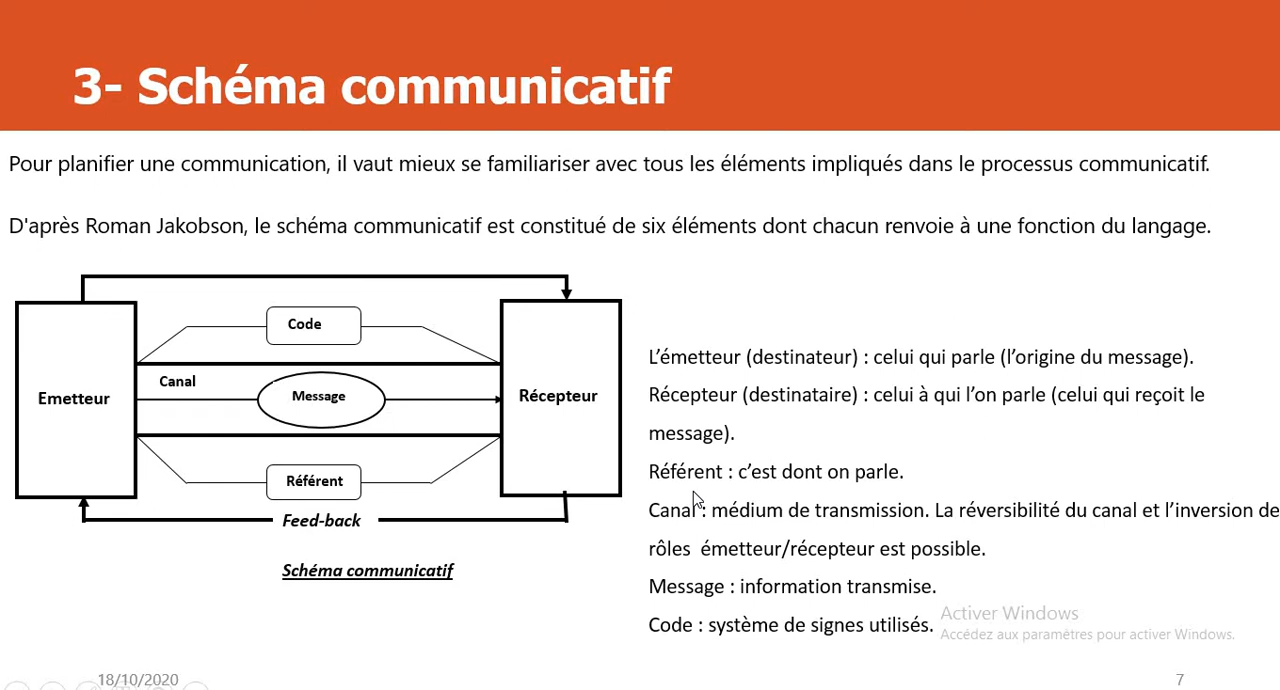 3- Schéma communicatif
Pour planifier une communication, il vaut mieux se familiariser avec tous les éléments impliqués dans le processus communicatif.
D'après Roman Jakobson, le schéma communicatif est constitué de six éléments dont chacun renvoie à une fonction du langage.
Code
Canal
Emetteur
Message
Récepteur
Référent
Feed-back
Schéma communicatif
L’émetteur (destinateur) : celui qui parle (l’origine du message).
Récepteur (destinataire) : celui à qui l’on parle (celui qui reçoit le
message).
Référent : c’est dont on parle.
Canal : médium de transmission. La réversibilité du canal et l’inversion de
rôles émetteur/récepteur est possible.
Message : information transmise.
Code : système de signes utilisés.
Activer Windows
Accédez aux paramètres pour activer Windows.
18/10/2020
7